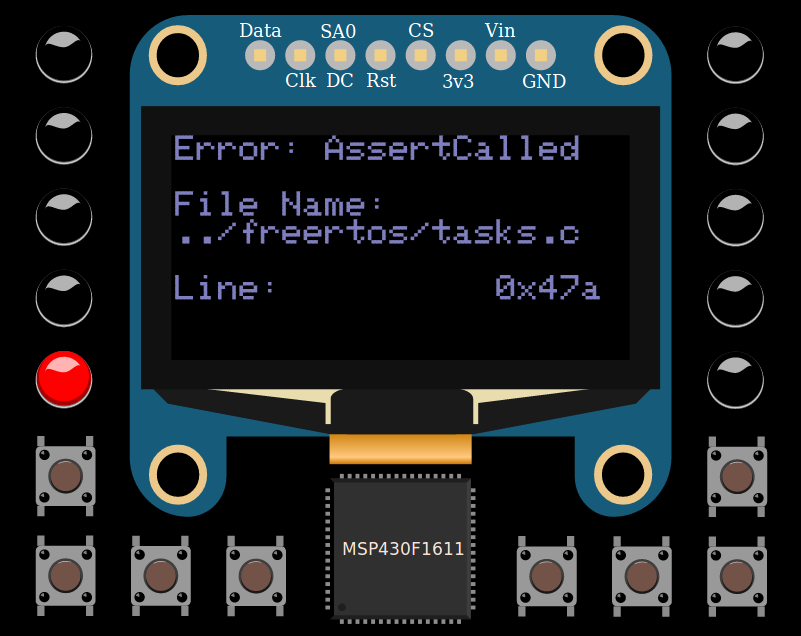 Data SA0 CS Vin
Clk DC Rst 3v3 GND
Error: AssertCalled
File Name:
../freertos/tasks.c
Line: 0x47a
MSP430F1611